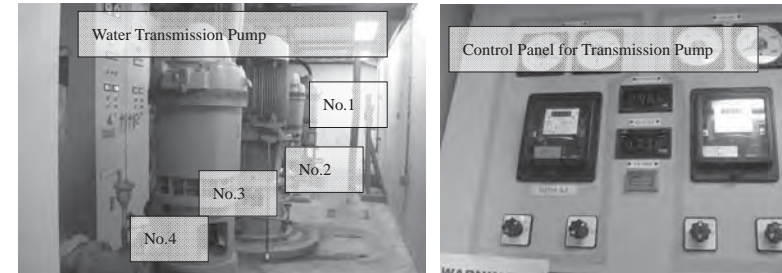 Water Transmission Pump
No.1
No.2
No.3
No.4
Control Panel for Transmission Pump
WARNING